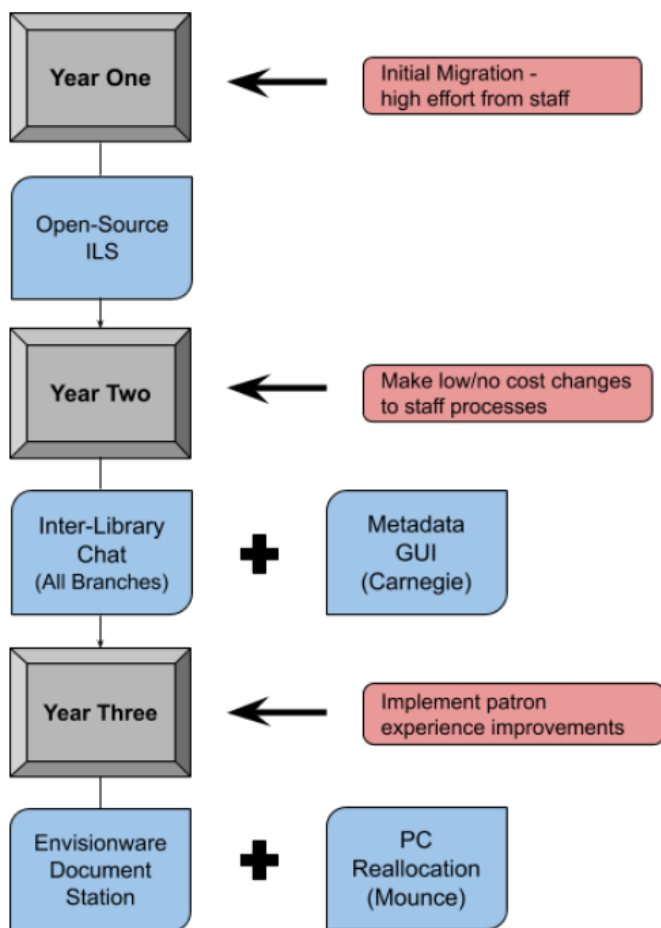 Year One
Initial Migration -
high effort from staff
Open-Source
ILS
Year Two
Make low/no cost changes
to staff processes
Inter-Library
Chat
(All Branches)
Metadata
GUI
(Carnegie)
Year Three
Implement patron
experience improvements
Envisionware
Document
Station
PC
Reallocation
(Mounce)